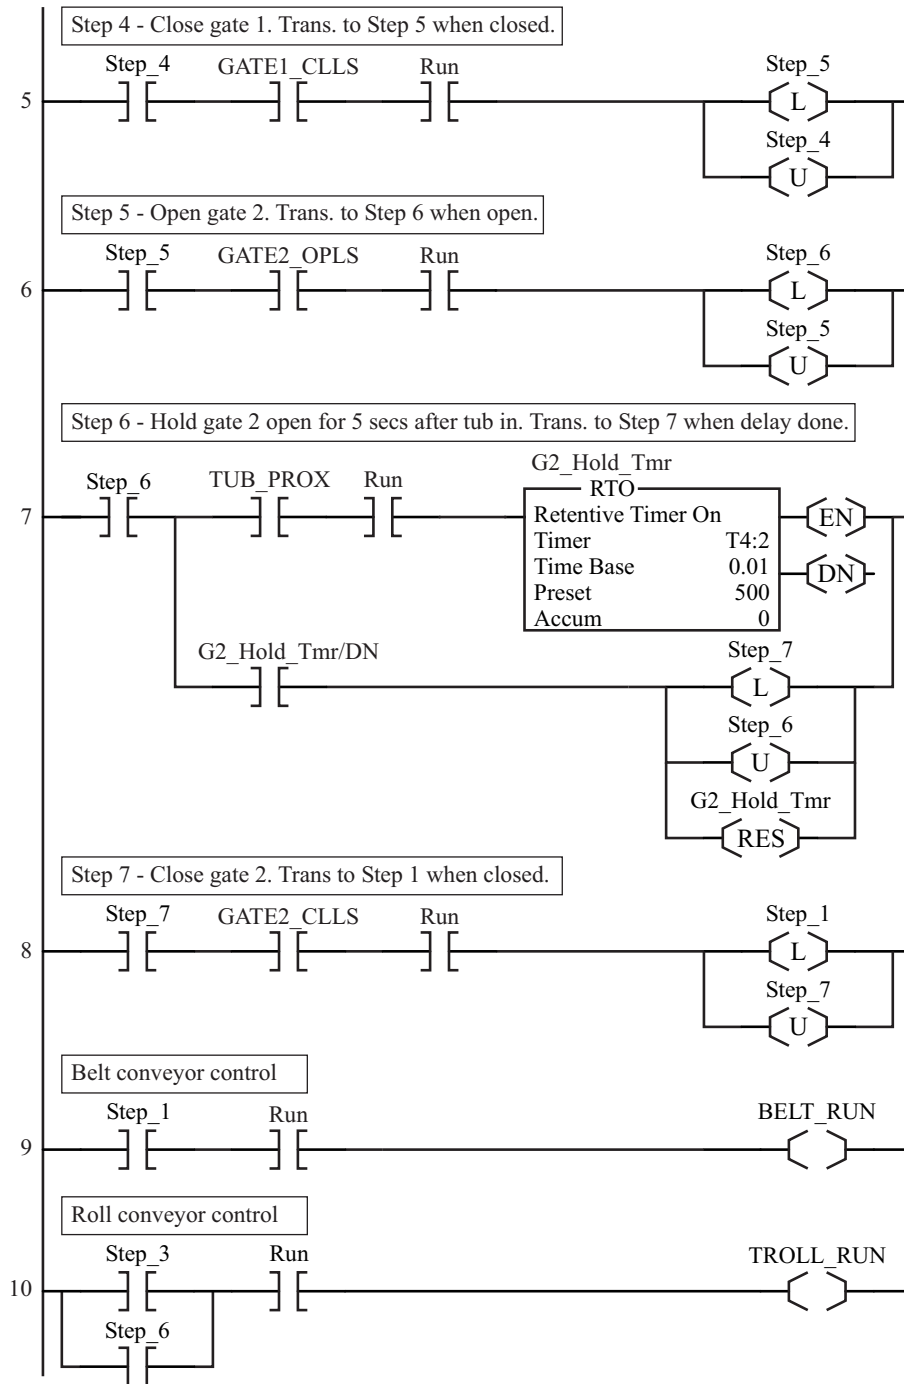 Step 4 - Close gate 1. Trans. to Step 5 when closed.
Step_4 GATE1_CLLS Run Step_5
5 L
Step_4
U
Step 5 - Open gate 2. Trans. to Step 6 when open.
Step_5 GATE2_OPLS Run Step_6
6 L
Step_5
U
Step 6 - Hold gate 2 open for 5 secs after tub in. Trans. to Step 7 when delay done.
G2_Hold_Tmr
Step_6 TUB_PROX Run RTO
7 Retentive Timer On EN
Timer T4:2
Time Base 0.01 DN
Preset 500
Accum 0
G2_Hold_Tmr/DN Step_7
L
Step_6
U
G2_Hold_Tmr
RES
Step 7 - Close gate 2. Trans to Step 1 when closed.
Step_7 GATE2_CLLS Run Step_1
8 L
Step_7
U
Belt conveyor control
Step_1 Run BELT_RUN
9
Roll conveyor control
Step_3 Run TROLL_RUN
10
Step_6